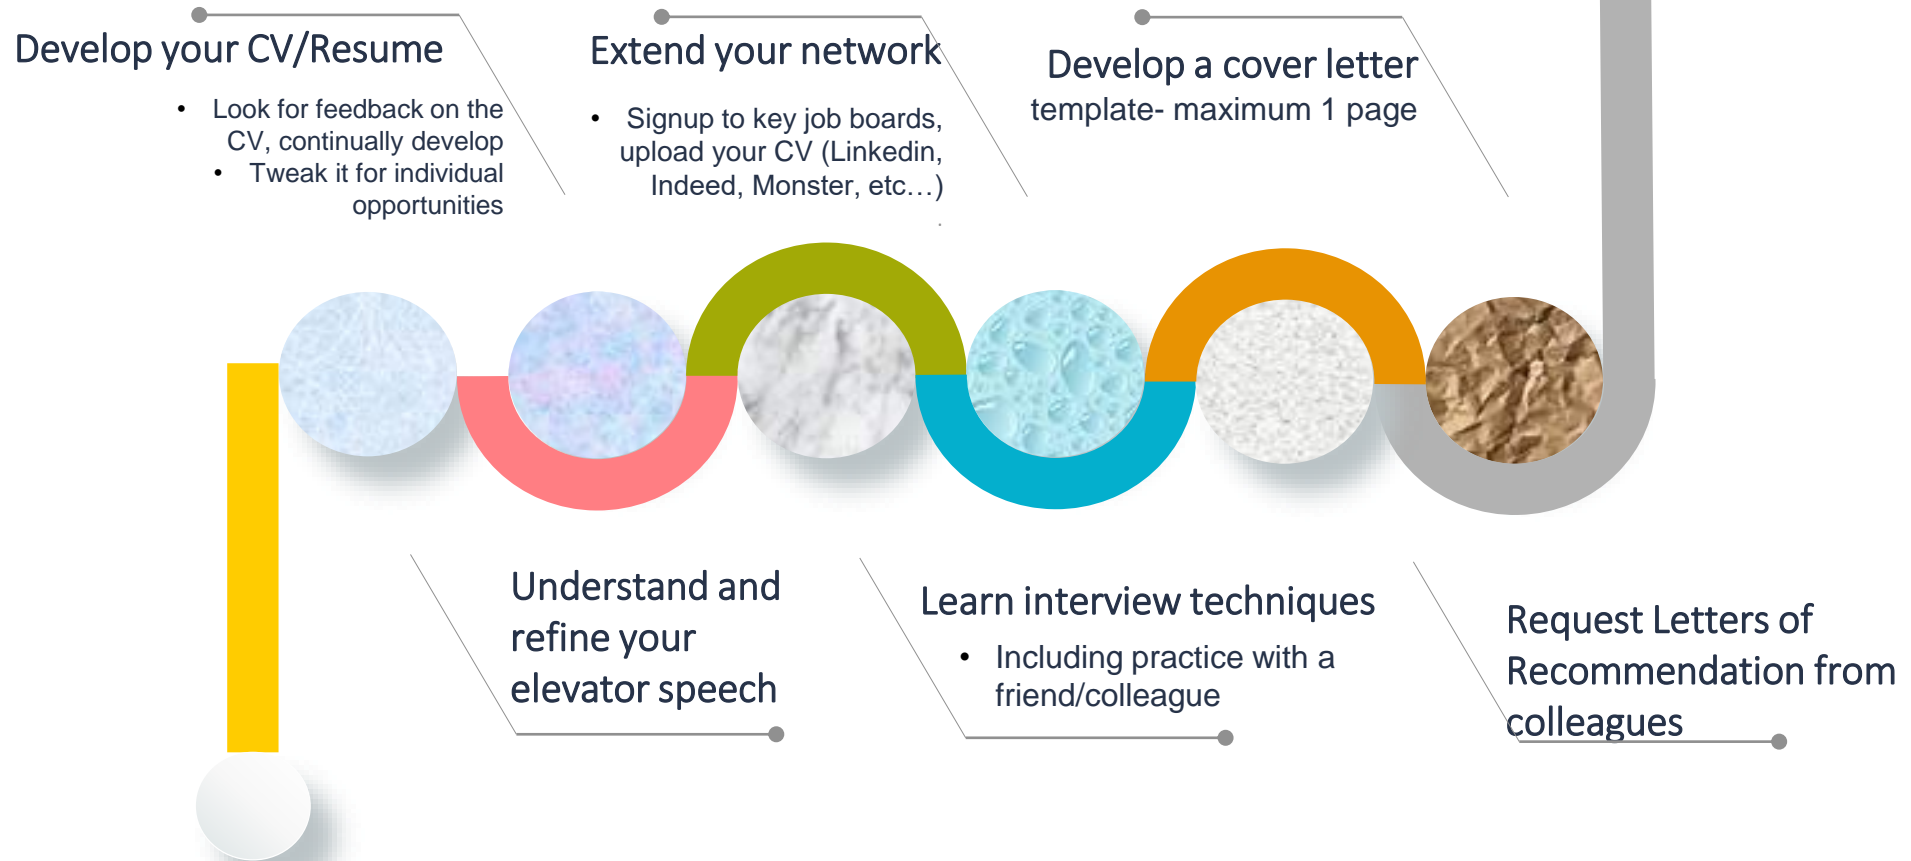 Develop your CV/Resume
• Look for feedback on the
CV, continually develop
• Tweak it for individual
opportunities
Extend your network
• Signup to key job boards,
upload your CV (Linkedin,
Indeed, Monster, etc…)
.
Develop a cover letter
template- maximum 1 page
Understand and
refine your
elevator speech
Learn interview techniques
• Including practice with a
friend/colleague
Request Letters of
Recommendation from
colleagues